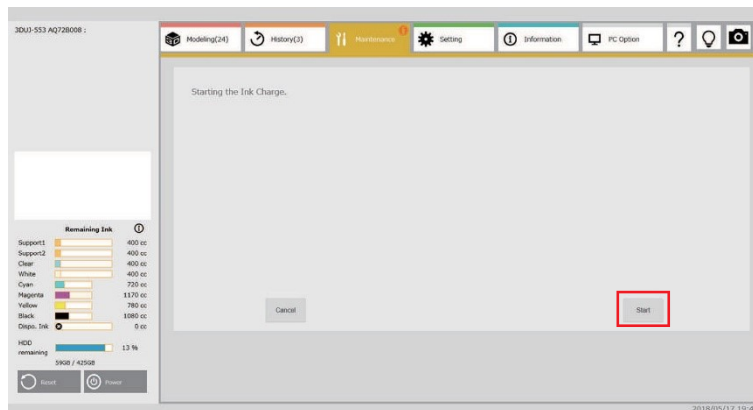 3DUJ-553 AQ72B008 :
Modeling(24)
History(3)
Maintenance
Setting
Information
PC Option
?
Starting the Ink Charge.
Remaining Ink
Support1 400 cc
Support2 400 cc
Clear 400 cc
White 400 cc
Cyan 720 cc
Magenta 1170 cc
Yellow 780 cc
Black 1080 cc
Dispo. Ink 0 cc
HDD
remaining
13 %
59GB / 425GB
Reset
Power
Cancel
Start